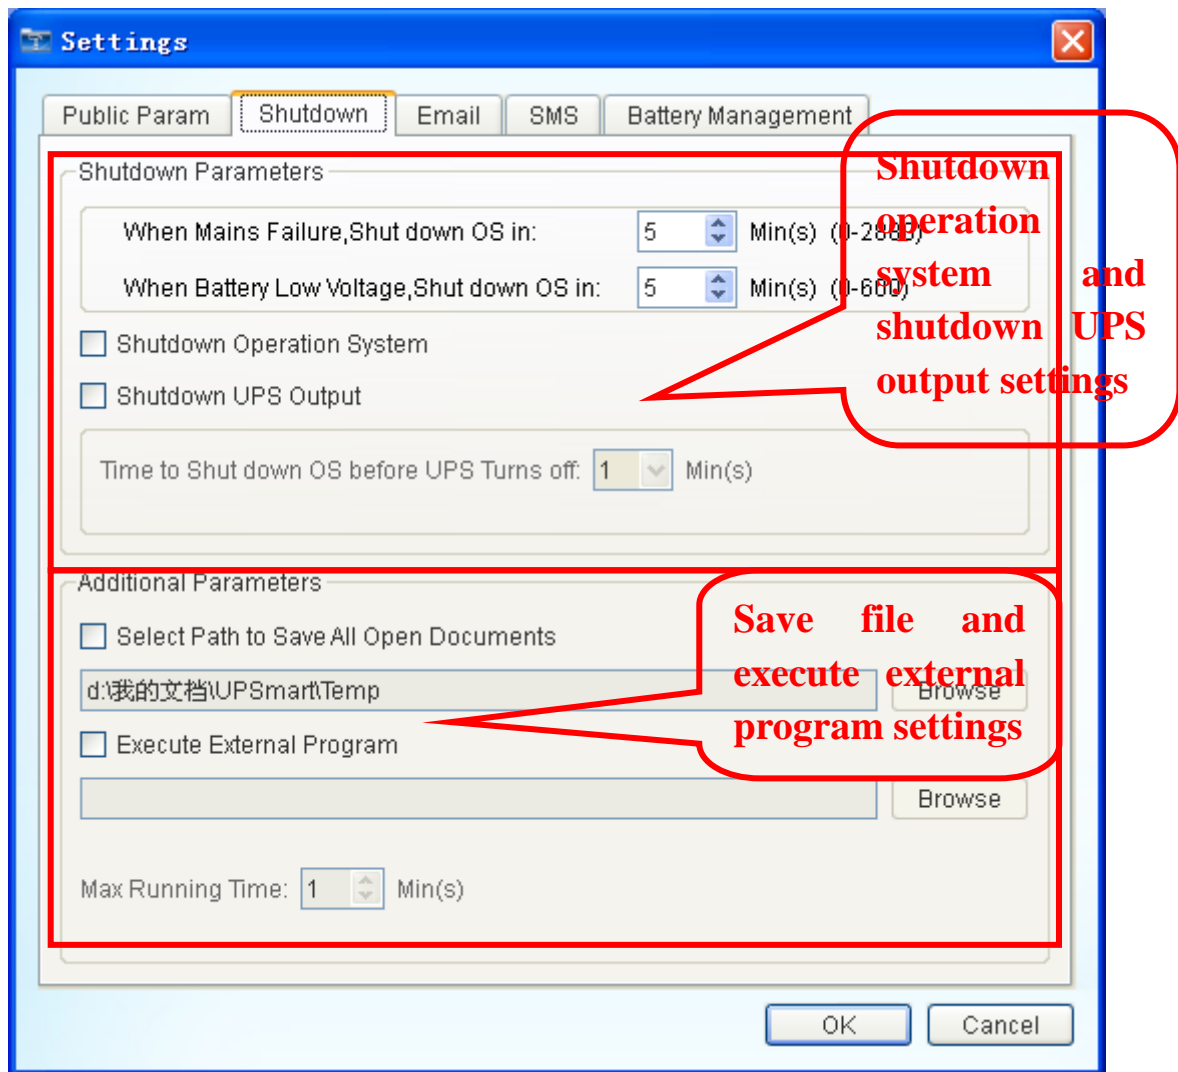 Settings
Public Param Shutdown Email SMS Battery Management
Shutdown Parameters
When Mains Failure,Shut down OS in: 5 Min(s)
When Battery Low Voltage,Shut down OS in: 5 Min(s) (0-600)
Shutdown Operation System
Shutdown UPS Output
Time to Shut down OS before UPS Turns off: 1 Min(s)
Shutdown
operation
system and
shutdown UPS
output settings
Additional Parameters
Select Path to Save All Open Documents
d:\我的文档\UPSmart\Temp Browse
Execute External Program
Browse
Max Running Time: 1 Min(s)
Save file and
execute external
program settings
OK Cancel